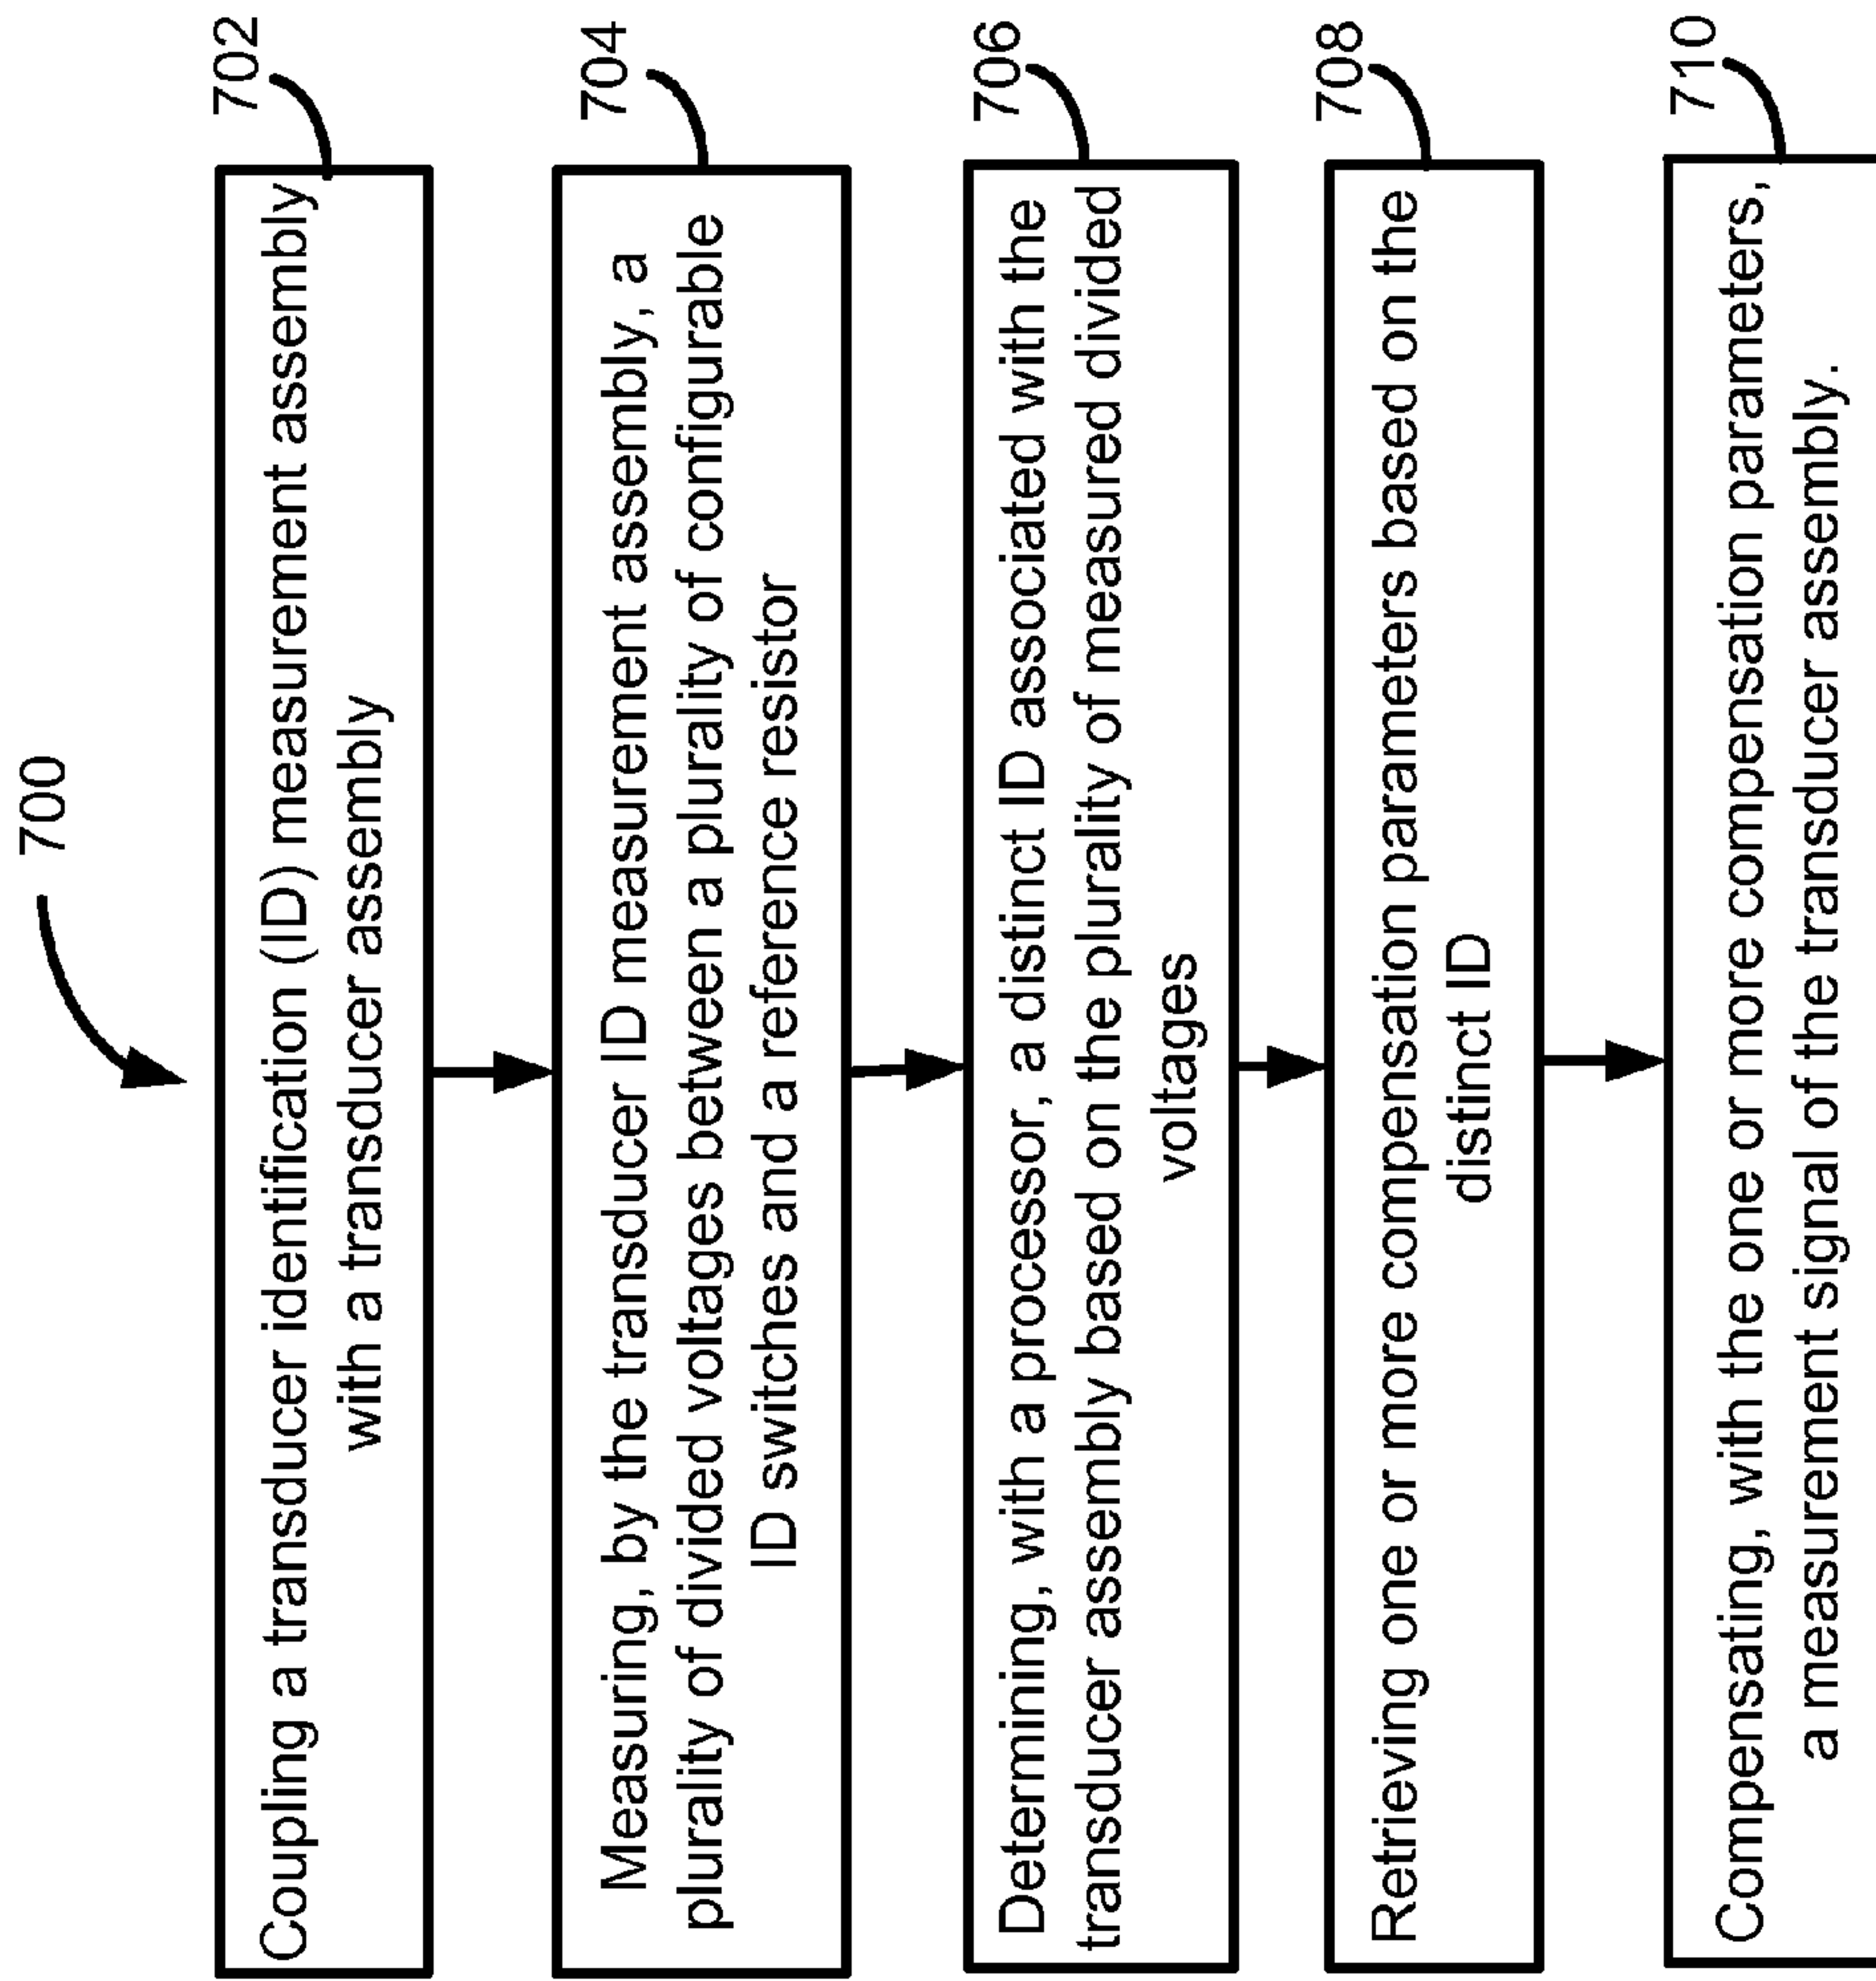 700
702
Coupling a transducer identification (ID) measurement assembly
with a transducer assembly
704
Measuring, by the transducer ID measurement assembly, a
plurality of divided voltages between a plurality of configurable
ID switches and a reference resistor
706
Determining, with a processor, a distinct ID associated with the
transducer assembly based on the plurality of measured divided
voltages
708
Retrieving one or more compensation parameters based on the
distinct ID
710
Compensating, with the one or more compensation parameters,
a measurement signal of the transducer assembly.